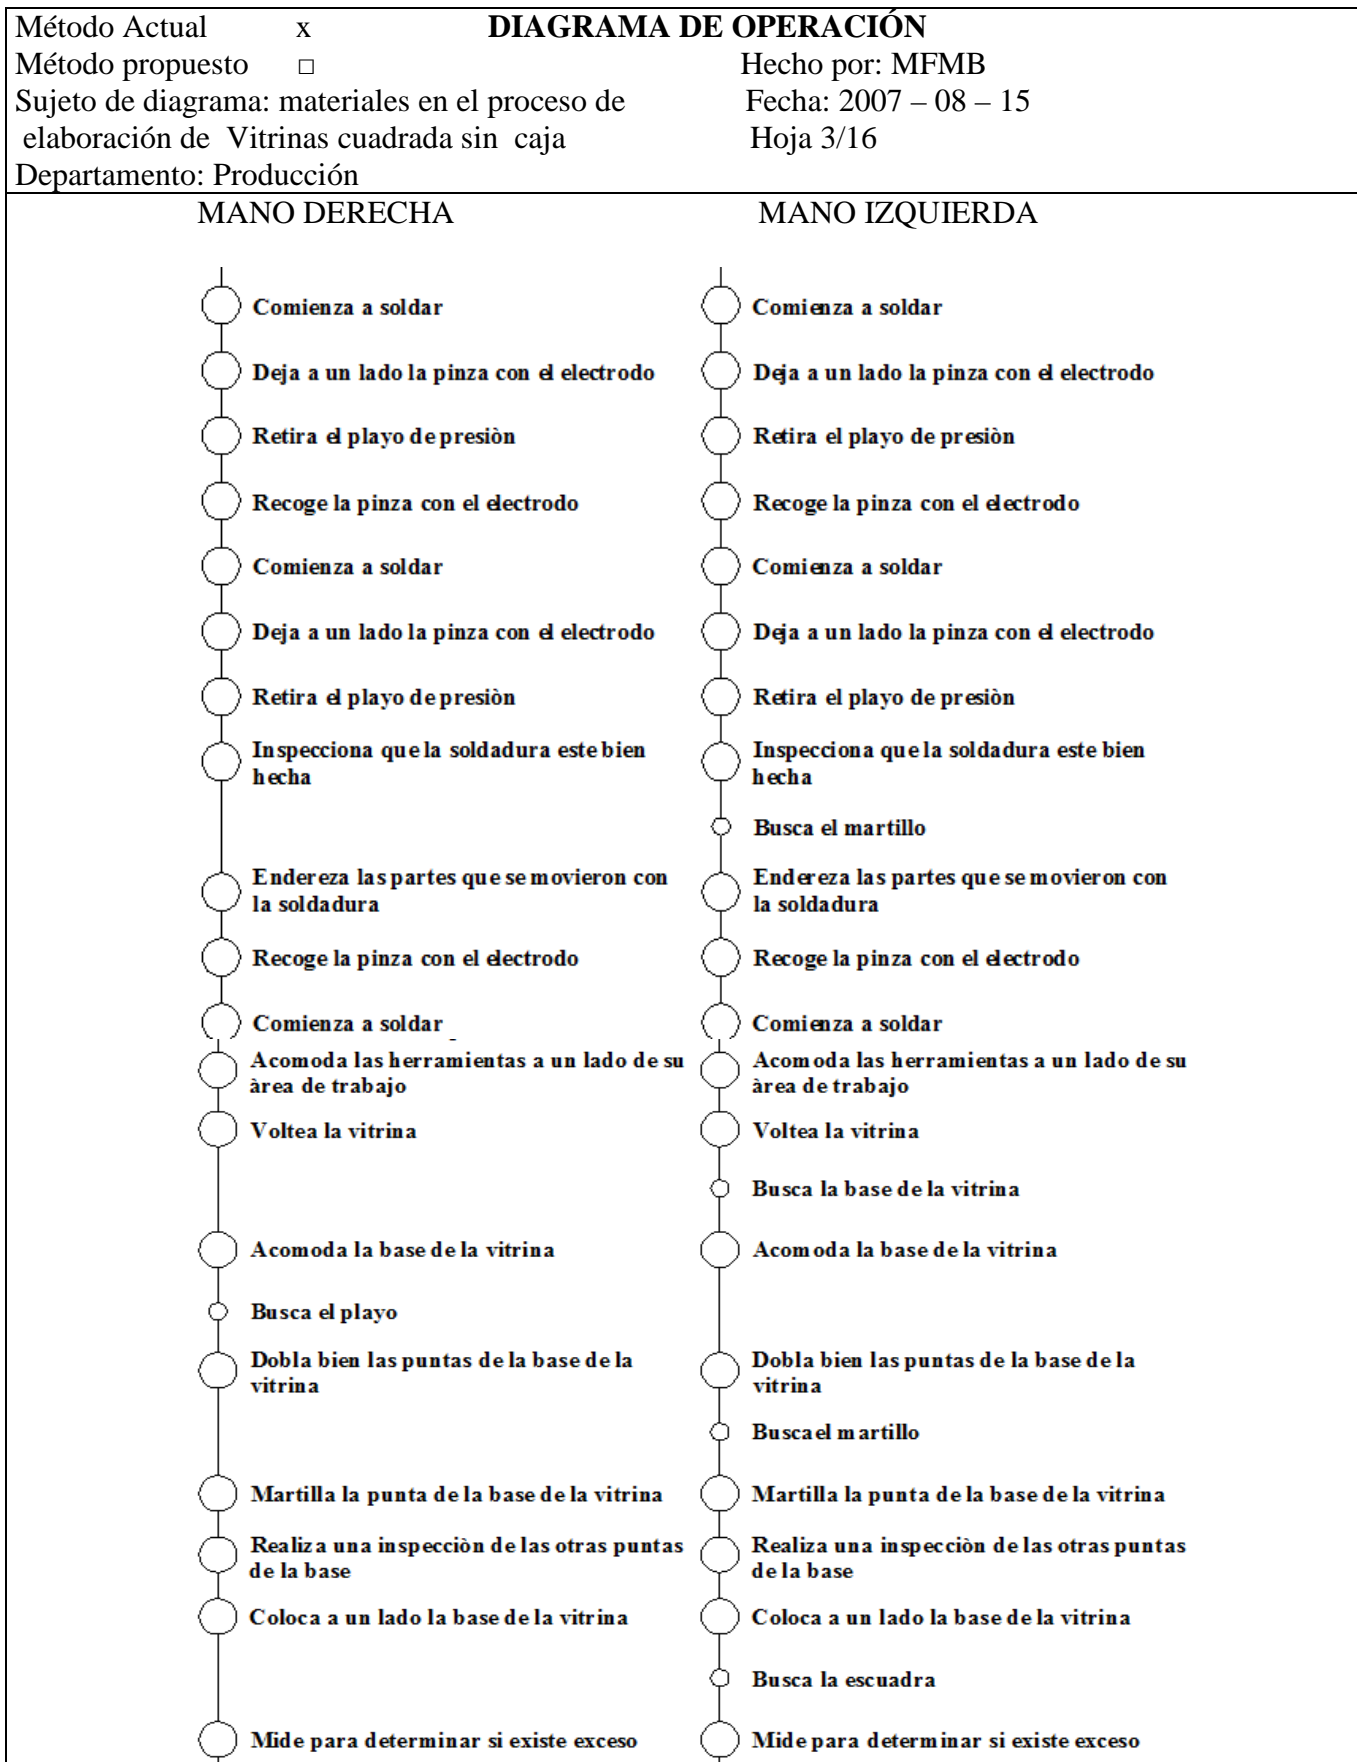 Método Actual x DIAGRAMA DE OPERACIÓN
Método propuesto □ Hecho por: MFMB
Sujeto de diagrama: materiales en el proceso de Fecha: 2007 – 08 – 15
elaboración de Vitrinas cuadrada sin caja Hoja 3/16
Departamento: Producción
MANO DERECHA MANO IZQUIERDA
Comienza a soldar Comienza a soldar
Deja a un lado la pinza con el electrodo Deja a un lado la pinza con el electrodo
Retira el playo de presiòn Retira el playo de presiòn
Recoge la pinza con el electrodo Recoge la pinza con el electrodo
Comienza a soldar Comienza a soldar
Deja a un lado la pinza con el electrodo Deja a un lado la pinza con el electrodo
Retira el playo de presiòn Retira el playo de presiòn
Inspecciona que la soldadura este bien Inspecciona que la soldadura este bien
hecha hecha
Busca el martillo
Endereza las partes que se movieron con Endereza las partes que se movieron con
la soldadura la soldadura
Recoge la pinza con el electrodo Recoge la pinza con el electrodo
Comienza a soldar Comienza a soldar
Acomoda las herramientas a un lado de su Acomoda las herramientas a un lado de su
àrea de trabajo àrea de trabajo
Voltea la vitrina Voltea la vitrina
Busca la base de la vitrina
Acomoda la base de la vitrina Acomoda la base de la vitrina
Busca el playo
Dobla bien las puntas de la base de la Dobla bien las puntas de la base de la
vitrina vitrina
Busca el martillo
Martilla la punta de la base de la vitrina Martilla la punta de la base de la vitrina
Realiza una inspecciòn de las otras puntas Realiza una inspecciòn de las otras puntas
de la base de la base
Coloca a un lado la base de la vitrina Coloca a un lado la base de la vitrina
Busca la escuadra
Mide para determinar si existe exceso Mide para determinar si existe exceso